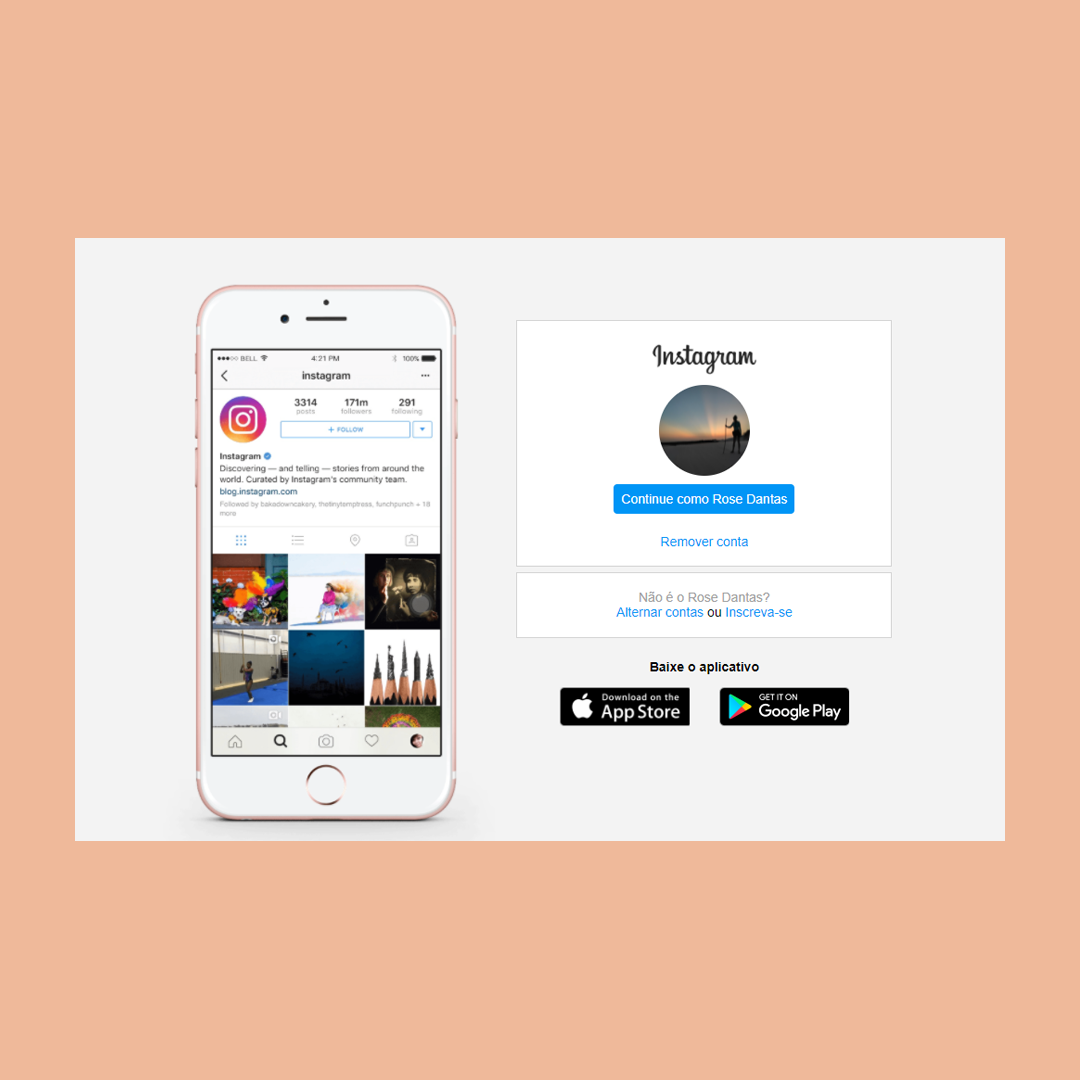 BELL
4:21 PM
100%
instagram
3314
posts
171m
followers
291
following
+ FOLLOW
Instagram
Discovering — and telling — stories from around the
world. Curated by Instagram's community team.
blog.instagram.com
Followed by bakedowncakery, thetinytemptress, funchpunch + 18
more
Instagram
Continue como Rose Dantas
Remover conta
Não é o Rose Dantas?
Alternar contas ou Inscreva-se
Baixe o aplicativo
Download on the
App Store
GET IT ON
Google Play